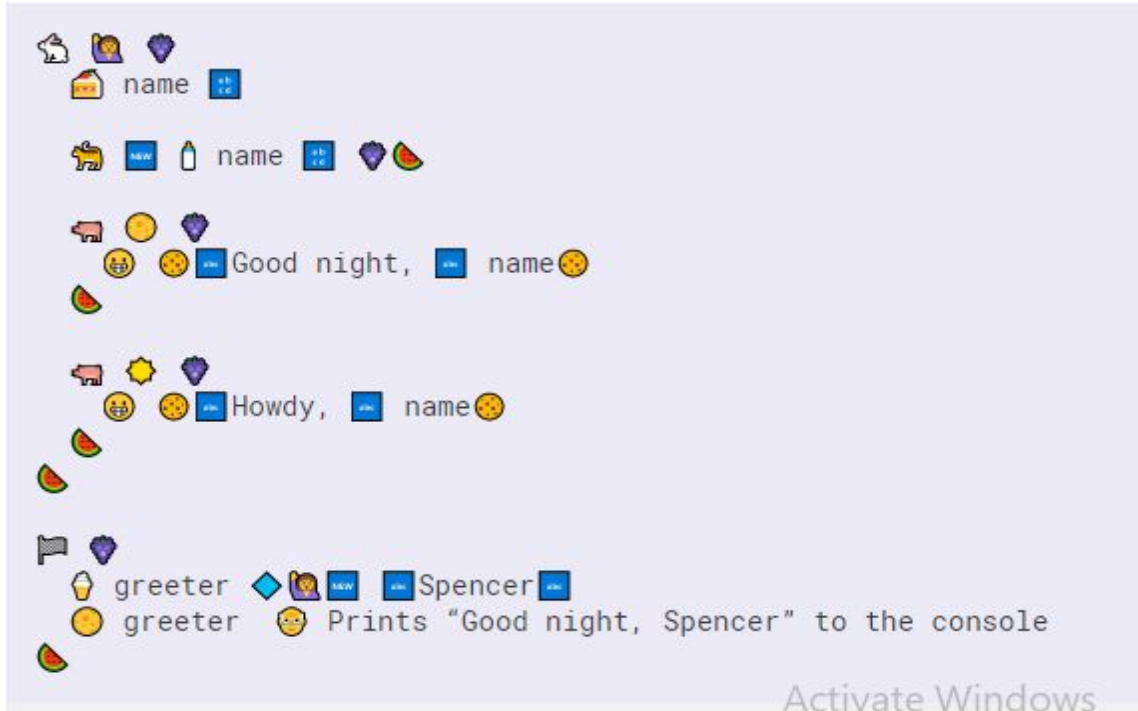 🐇 🙋 🍇
🍰 name 🔡
🐈 🆕 🍼 name 🔡 🍇🍉
🐖 🌕 🍇
😀 🍪🔤Good night, 🔤 name🍪
🍉
🐖 ☀ 🍇
😀 🍪🔤Howdy, 🔤 name🍪
🍉
🍉
🏁 🍇
🍦 greeter 🔷🙋🆕 🔤Spencer🔤
🌕 greeter 👴 Prints “Good night, Spencer” to the console
🍉
Activate Windows